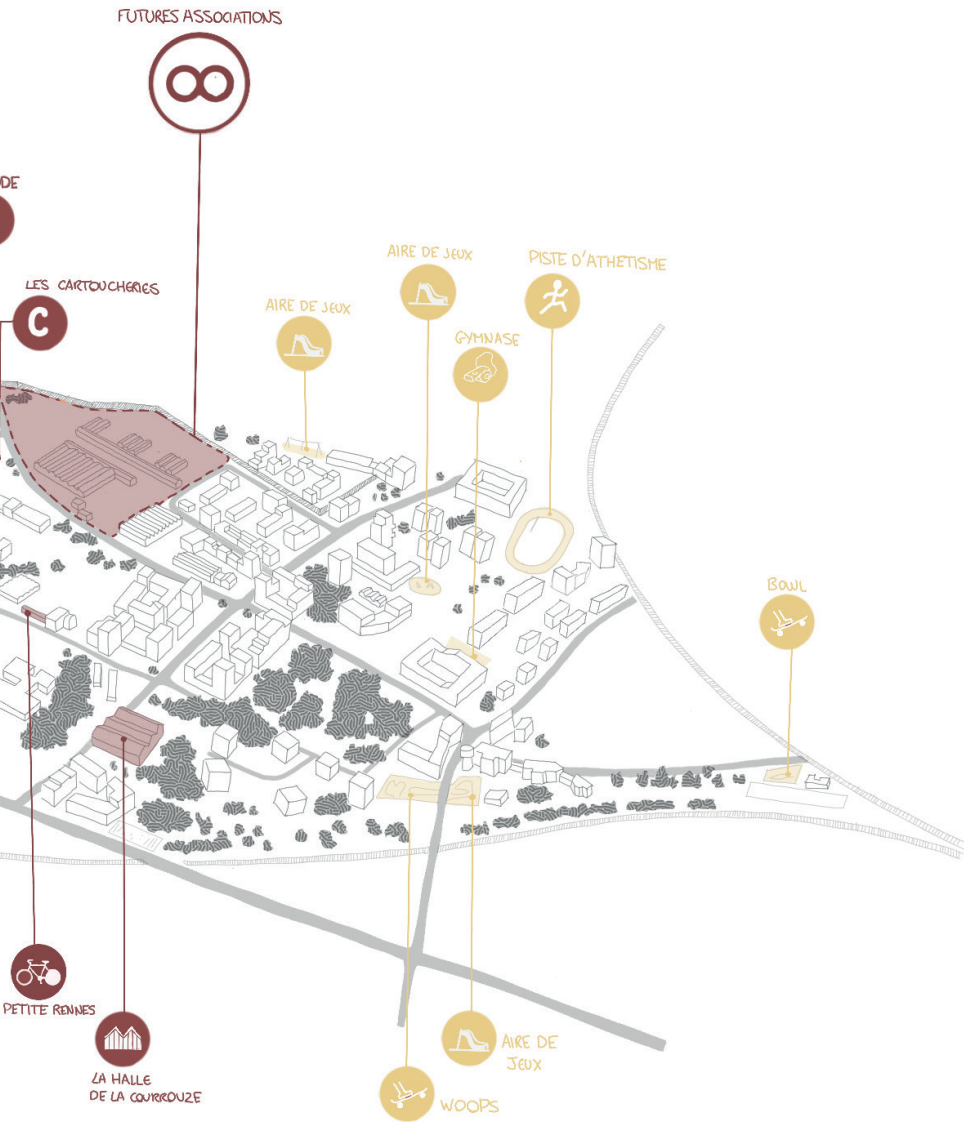 FUTURES ASSOCIATIONS
DE
LES CARTOUCHERIES
C
AIRE DE JEUX
PISTE D'ATHETISME
AIRE DE JEUX
GYMNASE
BOWL
PETITE RENNES
LA HALLE
DE LA COURROUZE
AIRE DE
JEUX
WOOPS